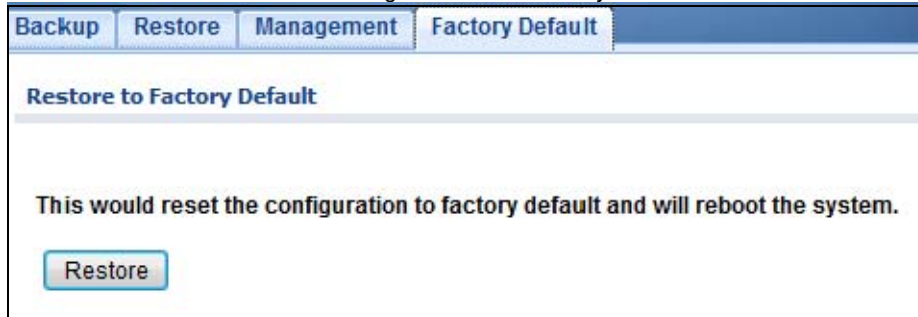 Backup Restore Management Factory Default
Restore to Factory Default
This would reset the configuration to factory default and will reboot the system.
Restore